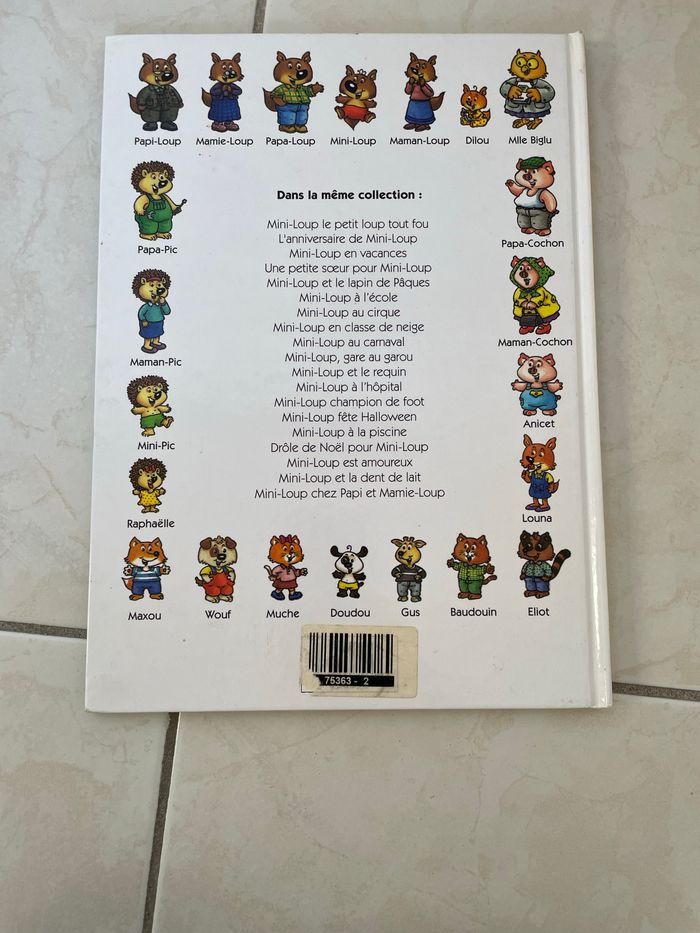 Papi-Loup
Mamie-Loup
Papa-Loup
Mini-Loup
Maman-Loup
Dilou
Mlle Biglu
Papa-Pic
Papa-Cochon
Dans la même collection :
Mini-Loup le petit loup tout fou
L'anniversaire de Mini-Loup
Mini-Loup en vacances
Une petite sœur pour Mini-Loup
Mini-Loup et le lapin de Pâques
Mini-Loup à l'école
Mini-Loup au cirque
Mini-Loup en classe de neige
Mini-Loup au carnaval
Mini-Loup, gare au garou
Mini-Loup et le requin
Mini-Loup à l'hôpital
Mini-Loup champion de foot
Mini-Loup fête Halloween
Mini-Loup à la piscine
Drôle de Noël pour Mini-Loup
Mini-Loup est amoureux
Mini-Loup et la dent de lait
Mini-Loup chez Papi et Mamie-Loup
Maman-Pic
Maman-Cochon
Mini-Pic
Anicet
Raphaëlle
Louna
Maxou
Wouf
Muche
Doudou
Gus
Baudouin
Eliot
75363 - 2